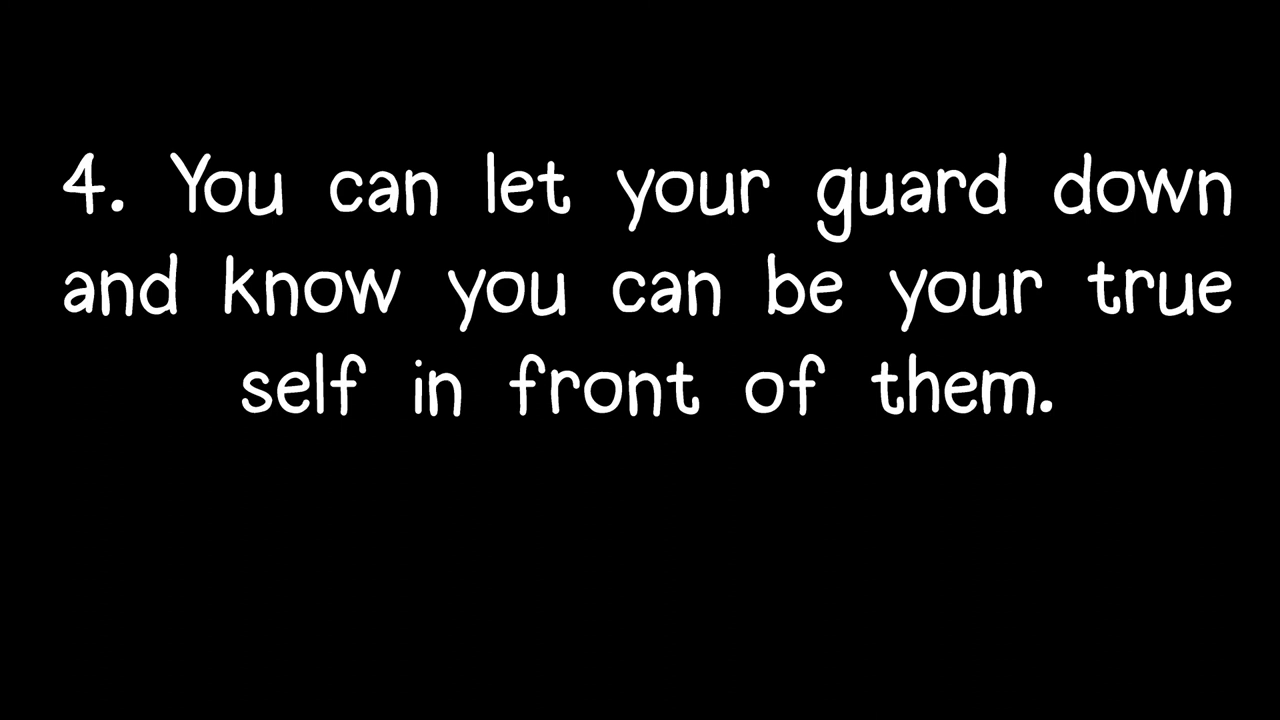 4. You can let your guard down
and know you can be your true
self in front of them.